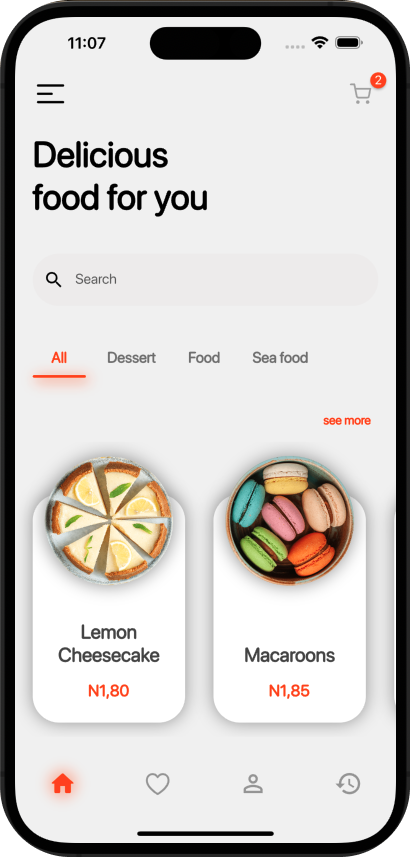 11:07
2
Delicious
food for you
Search
All Dessert Food Sea food
see more
Lemon
Cheesecake
Macaroons
N1,80
N1,85